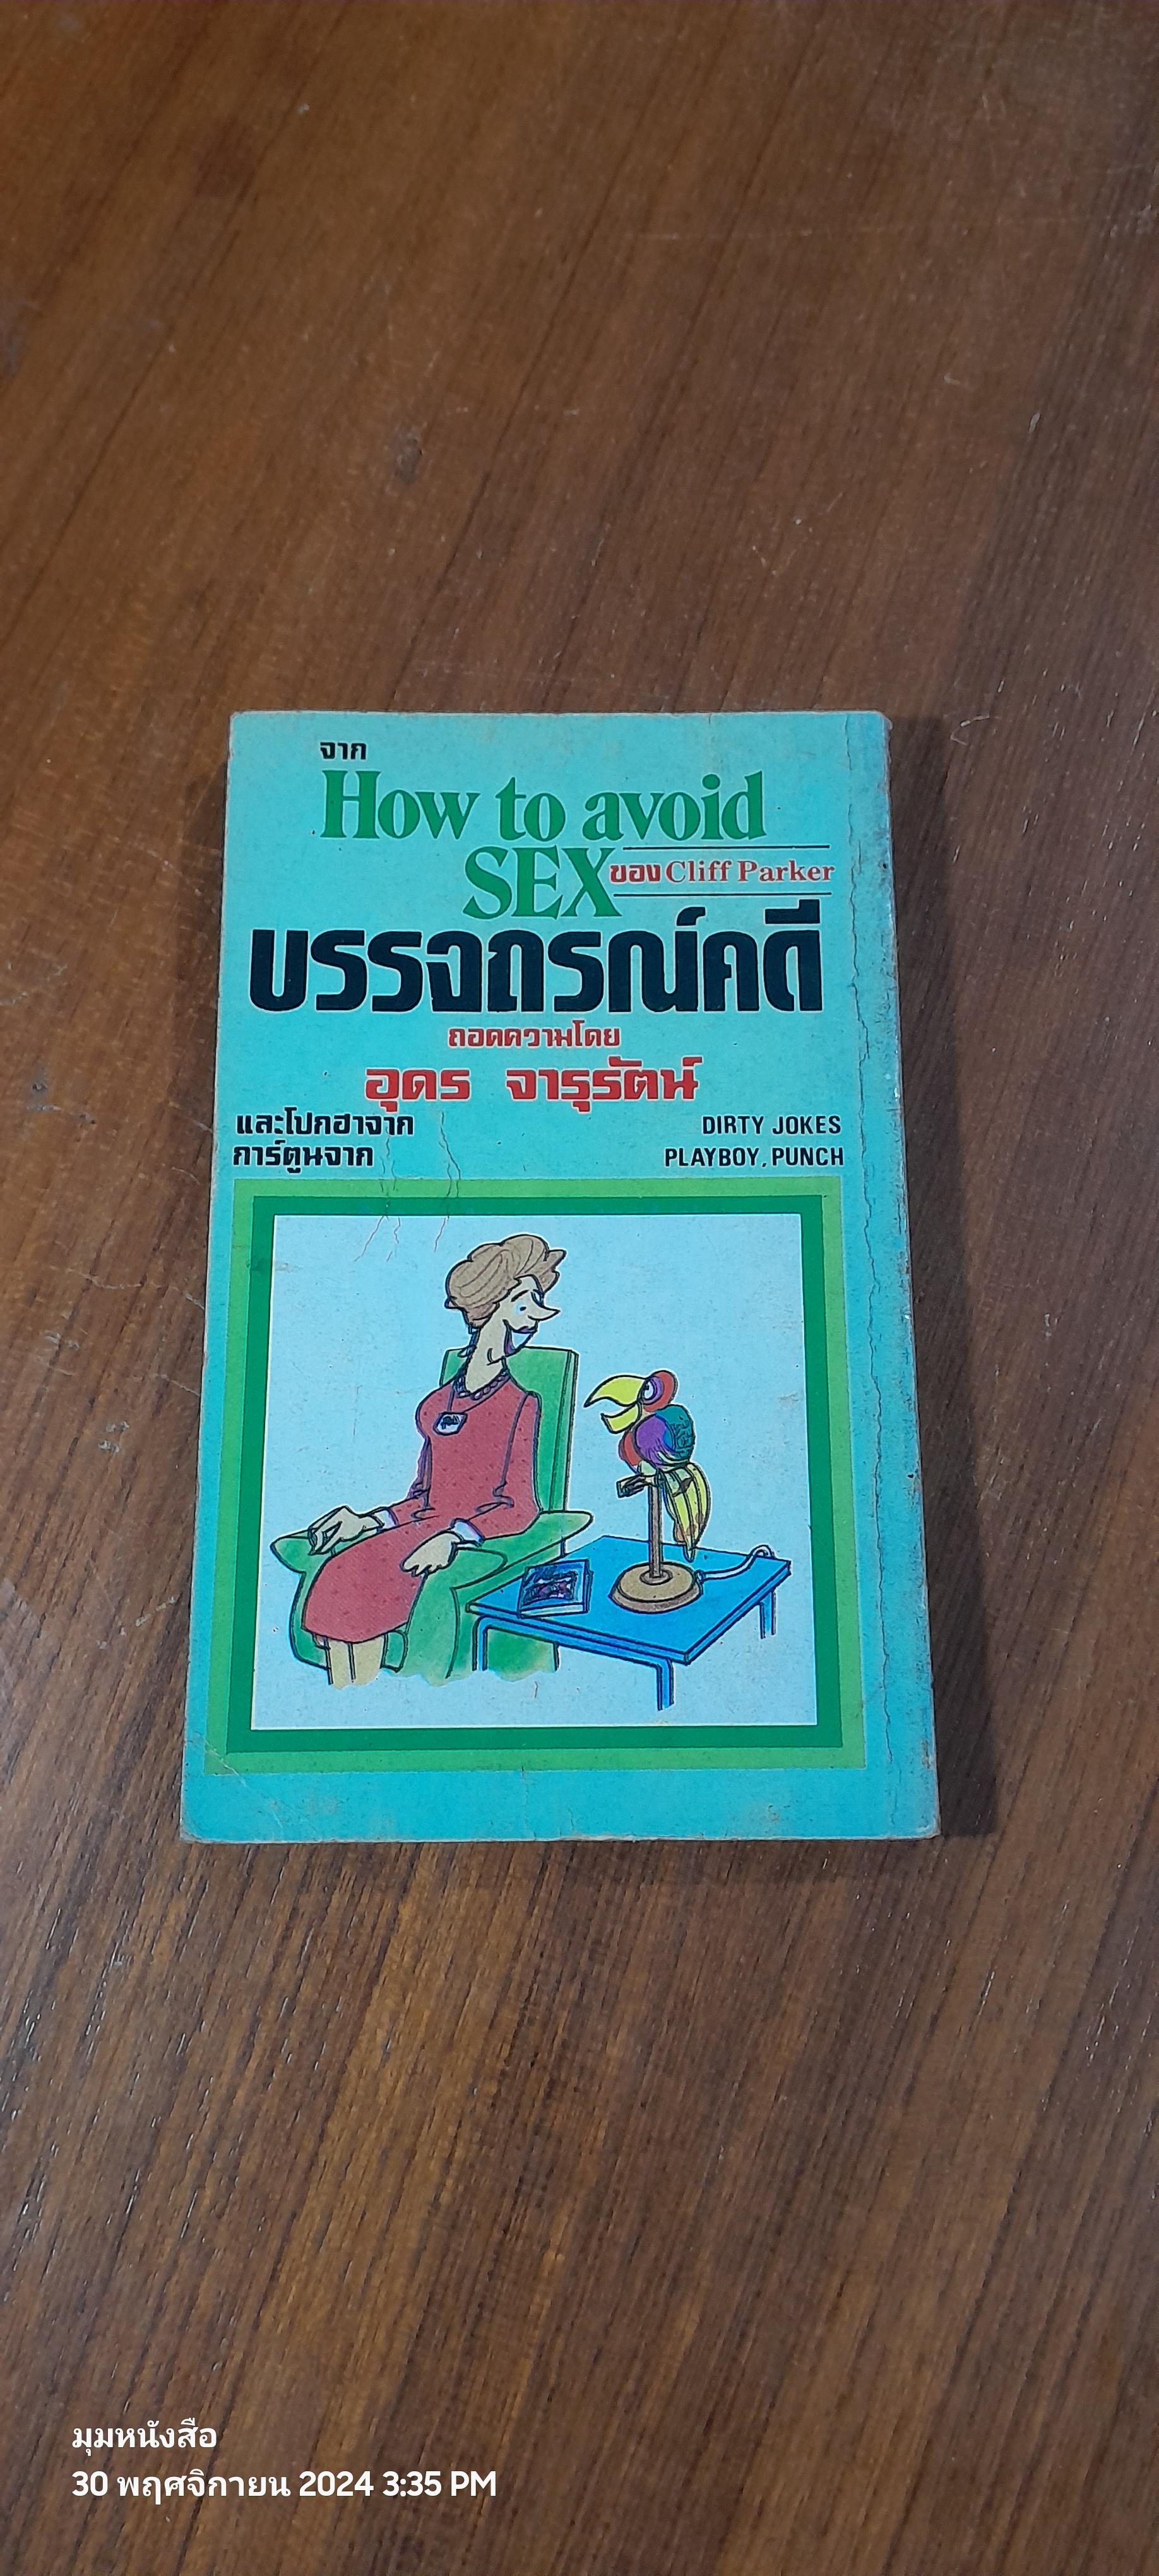 จาก
How to avoid
SEX ของ Cliff Parker
บรรจถรณ์คดี
ถอดความโดย
อุดร จารุรัตน์
และโปกฮาจาก DIRTY JOKES
การ์ตูนจาก PLAYBOY, PUNCH
มุมหนังสือ
30 พฤศจิกายน 2024 3:35 PM